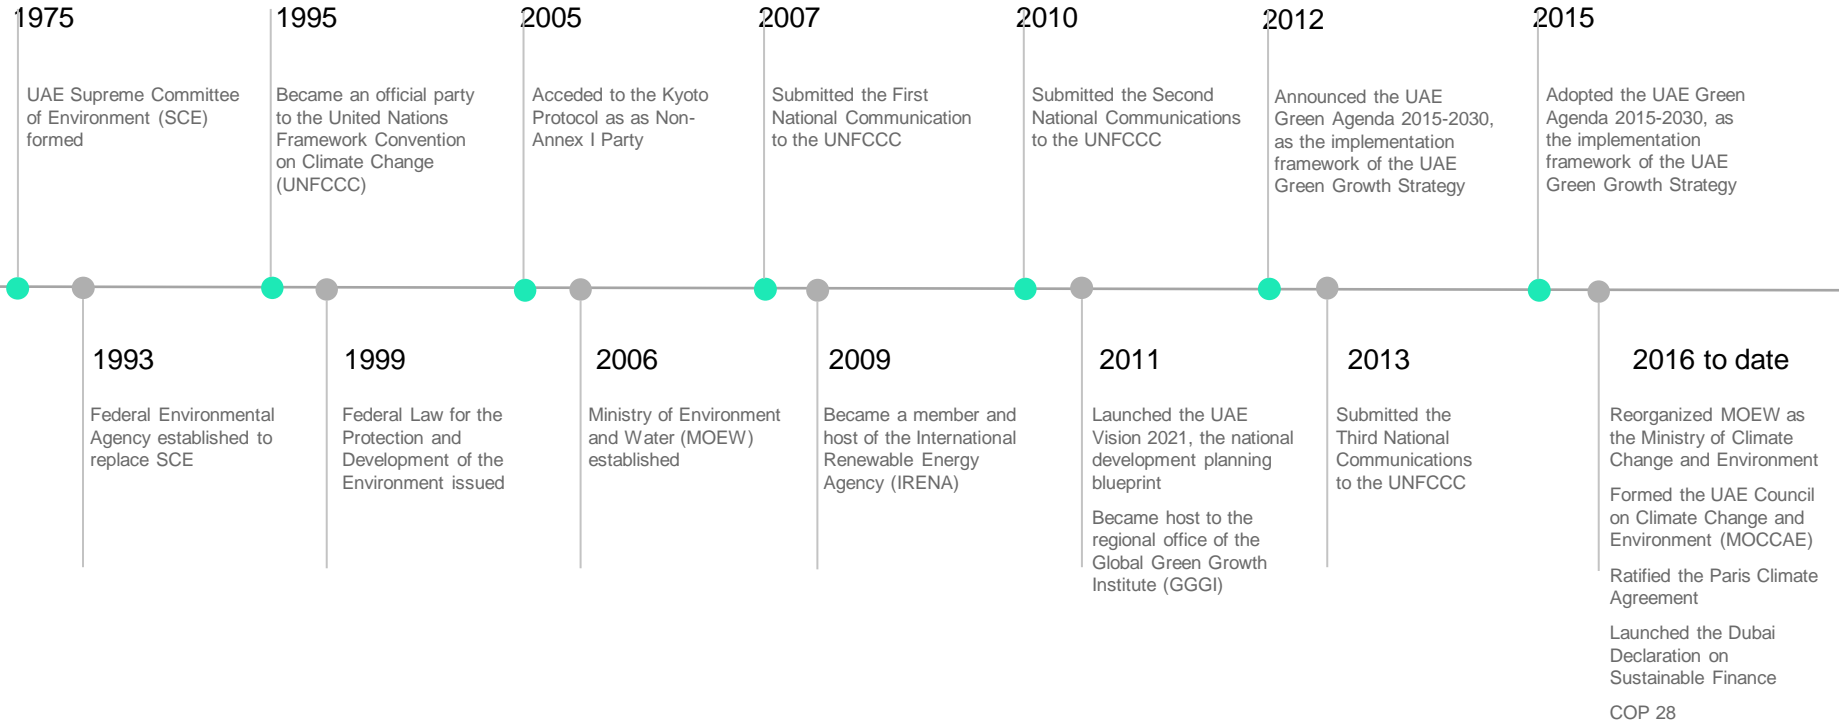 1975
UAE Supreme Committee
of Environment (SCE)
formed
1995
Became an official party
to the United Nations
Framework Convention
on Climate Change
(UNFCCC)
2005
Acceded to the Kyoto
Protocol as as Non-
Annex I Party
2007
Submitted the First
National Communication
to the UNFCCC
2010
Submitted the Second
National Communications
to the UNFCCC
2012
Announced the UAE
Green Agenda 2015-2030,
as the implementation
framework of the UAE
Green Growth Strategy
2015
Adopted the UAE Green
Agenda 2015-2030, as
the implementation
framework of the UAE
Green Growth Strategy
1993
Federal Environmental
Agency established to
replace SCE
1999
Federal Law for the
Protection and
Development of the
Environment issued
2006
Ministry of Environment
and Water (MOEW)
established
2009
Became a member and
host of the International
Renewable Energy
Agency (IRENA)
2011
Launched the UAE
Vision 2021, the national
development planning
blueprint
Became host to the
regional office of the
Global Green Growth
Institute (GGGI)
2013
Submitted the
Third National
Communications
to the UNFCCC
2016 to date
Reorganized MOEW as
the Ministry of Climate
Change and Environment
Formed the UAE Council
on Climate Change and
Environment (MOCCAE)
Ratified the Paris Climate
Agreement
Launched the Dubai
Declaration on
Sustainable Finance
COP 28